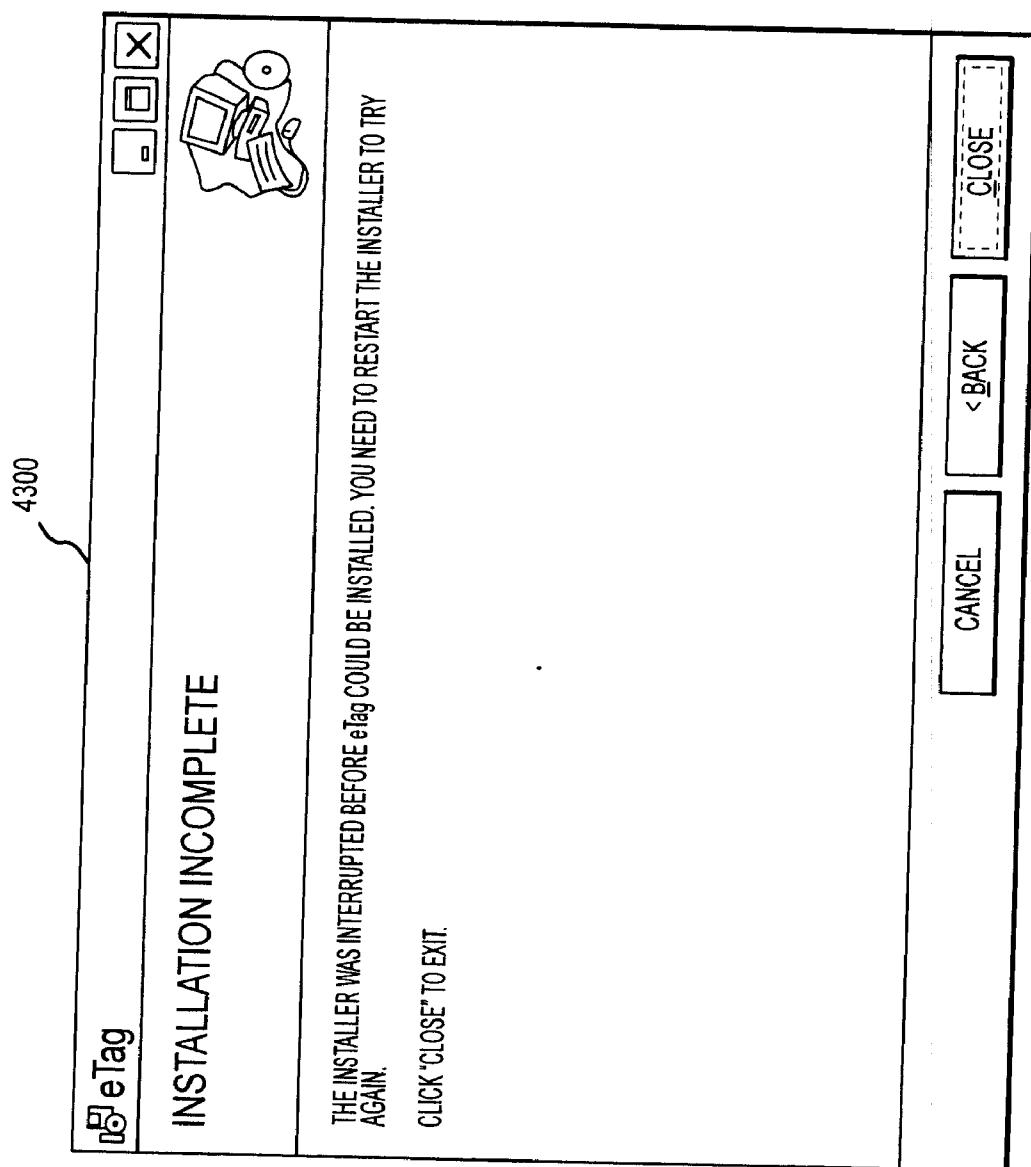 4300
eTag
INSTALLATION INCOMPLETE
THE INSTALLER WAS INTERRUPTED BEFORE eTag COULD BE INSTALLED. YOU NEED TO RESTART THE INSTALLER TO TRY
AGAIN.
CLICK "CLOSE" TO EXIT.
CANCEL
< BACK
CLOSE